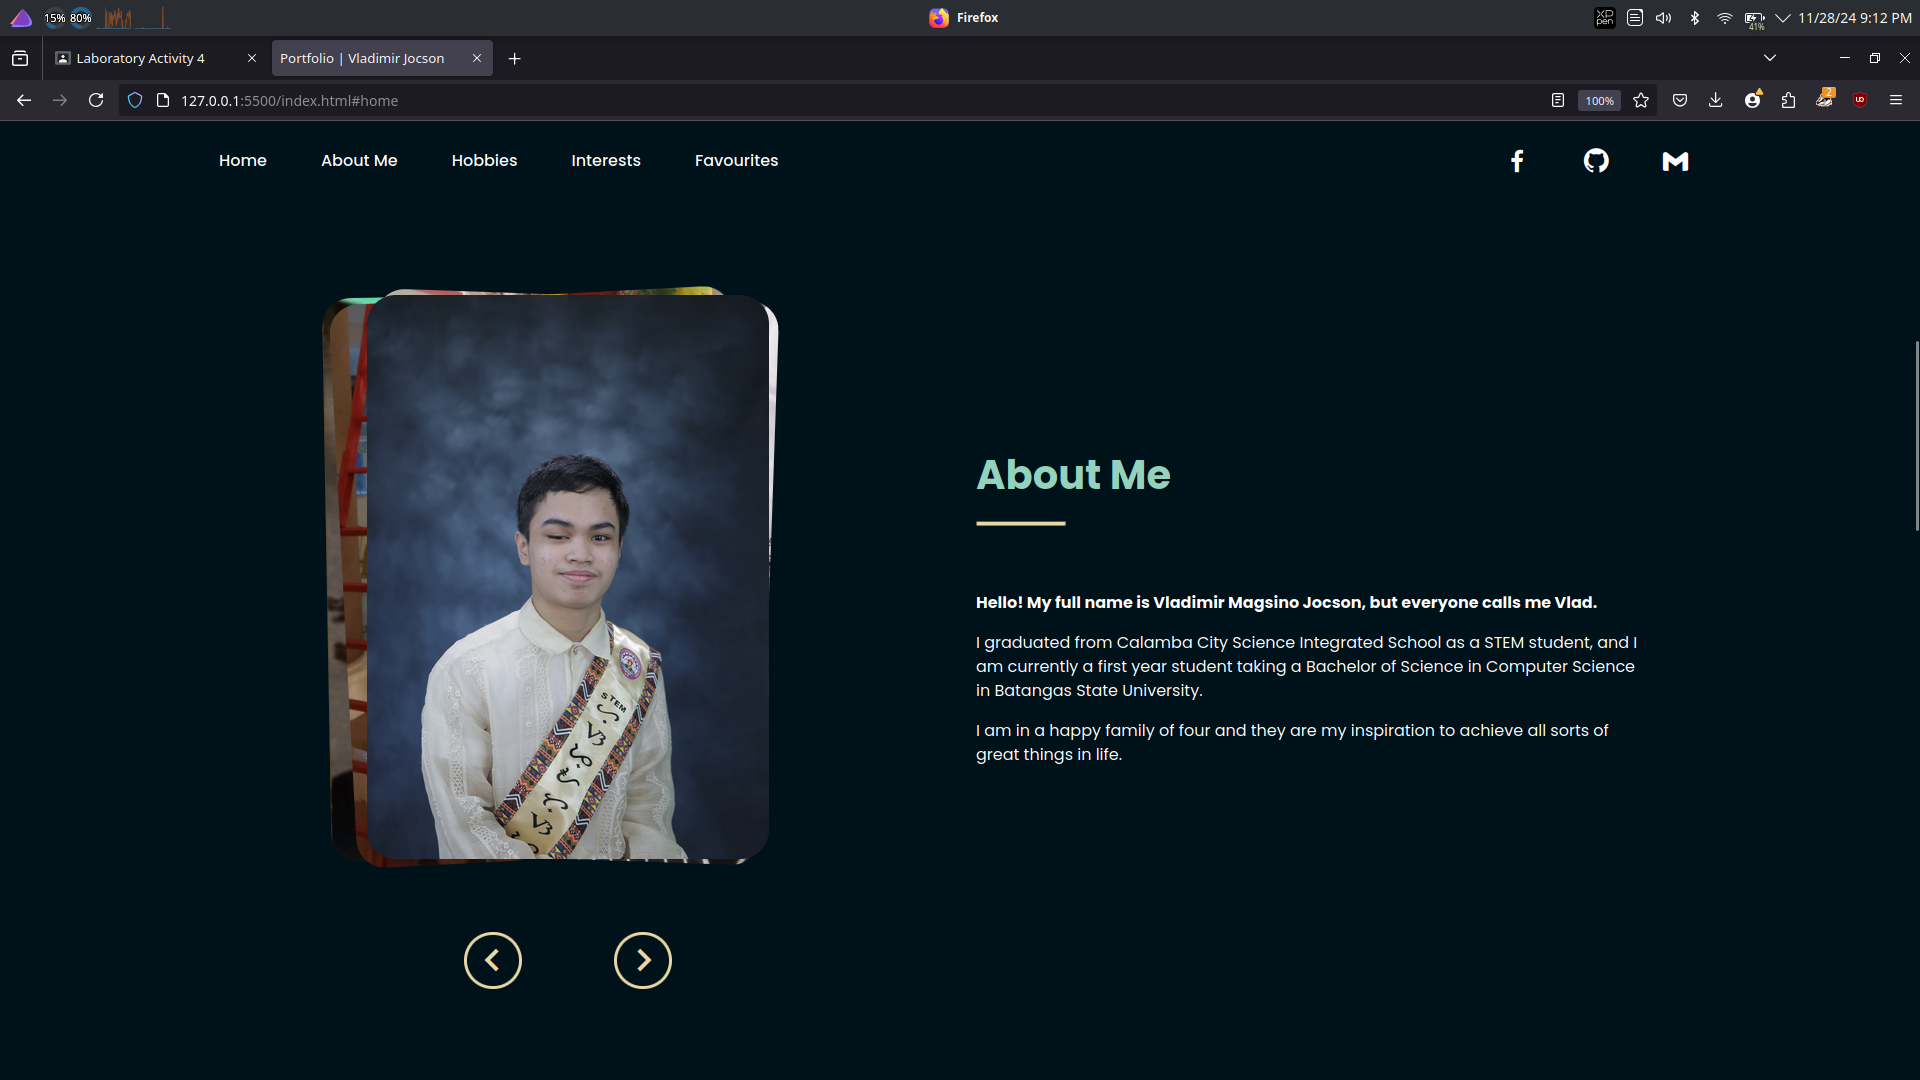 15% 80%
Firefox
XP
pen
41%
11/28/24 9:12 PM
Laboratory Activity 4
Portfolio | Vladimir Jocson
127.0.0.1:5500/index.html#home
100%
2
Home
About Me
Hobbies
Interests
Favourites
STEM
About Me
Hello! My full name is Vladimir Magsino Jocson, but everyone calls me Vlad.
I graduated from Calamba City Science Integrated School as a STEM student, and I
am currently a first year student taking a Bachelor of Science in Computer Science
in Batangas State University.
I am in a happy family of four and they are my inspiration to achieve all sorts of
great things in life.